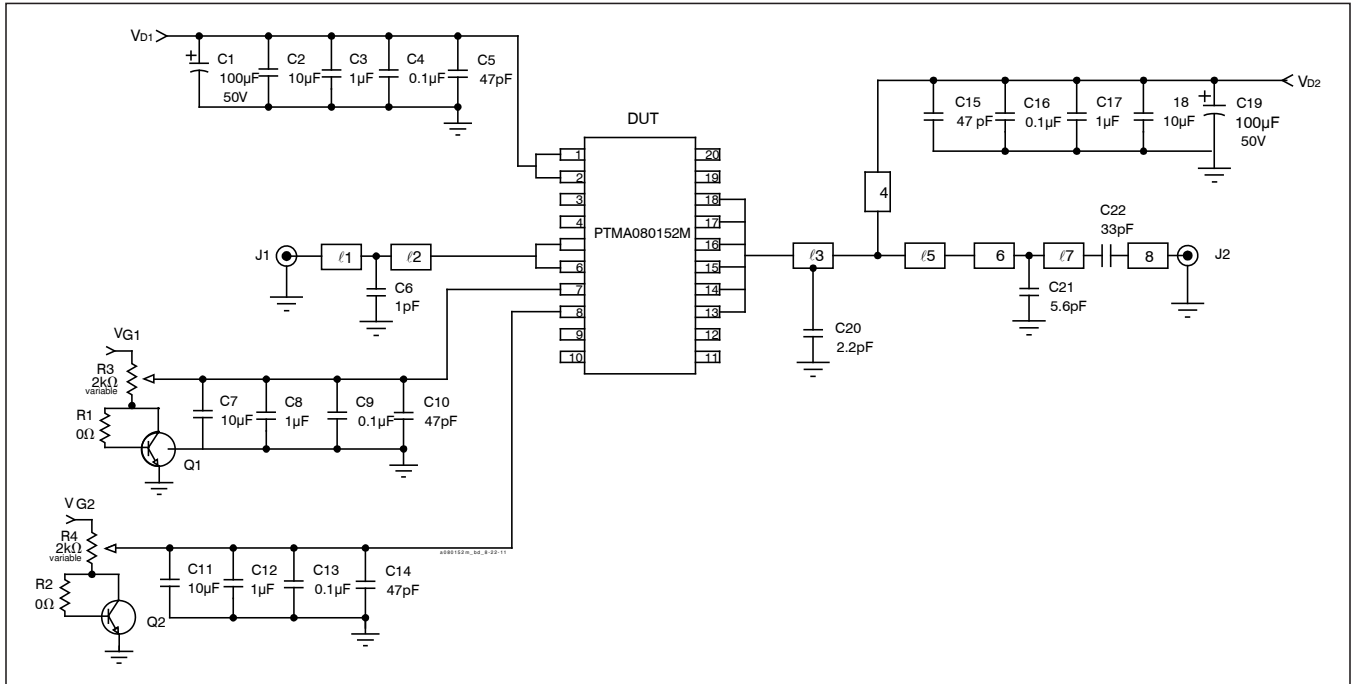 VD1
C1
100µF
50V
C2
10µF
C3
1µF
C4
0.1µF
C5
47pF
DUT
PTMA080152M
1
2
3
4
6
7
8
9
10
20
19
18
17
16
15
14
13
12
11
VD2
C15
47 pF
C16
0.1µF
C17
1µF
18
10µF
C19
100µF
50V
J1
ℓ1
ℓ2
C6
1pF
4
ℓ3
C20
2.2pF
ℓ5
6
ℓ7
C21
5.6pF
C22
33pF
8
J2
VG1
R3
2kΩ
variable
R1
0Ω
Q1
C7
10µF
C8
1µF
C9
0.1µF
C10
47pF
V G2
R4
2kΩ
variable
R2
0Ω
Q2
C11
10µF
C12
1µF
C13
0.1µF
C14
47pF
a080152m_bd_8-22-11